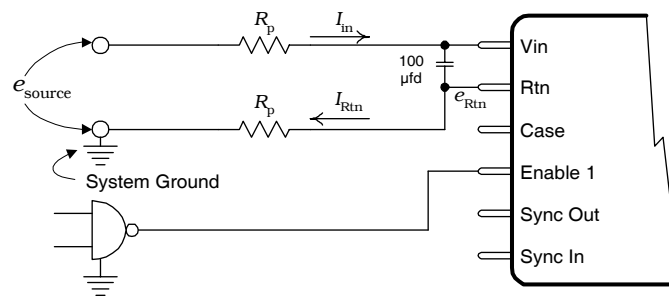 R_p
I_in
Vin
100
µfd
e_source
R_p
I_Rtn
e_Rtn
Rtn
Case
System Ground
Enable 1
Sync Out
Sync In